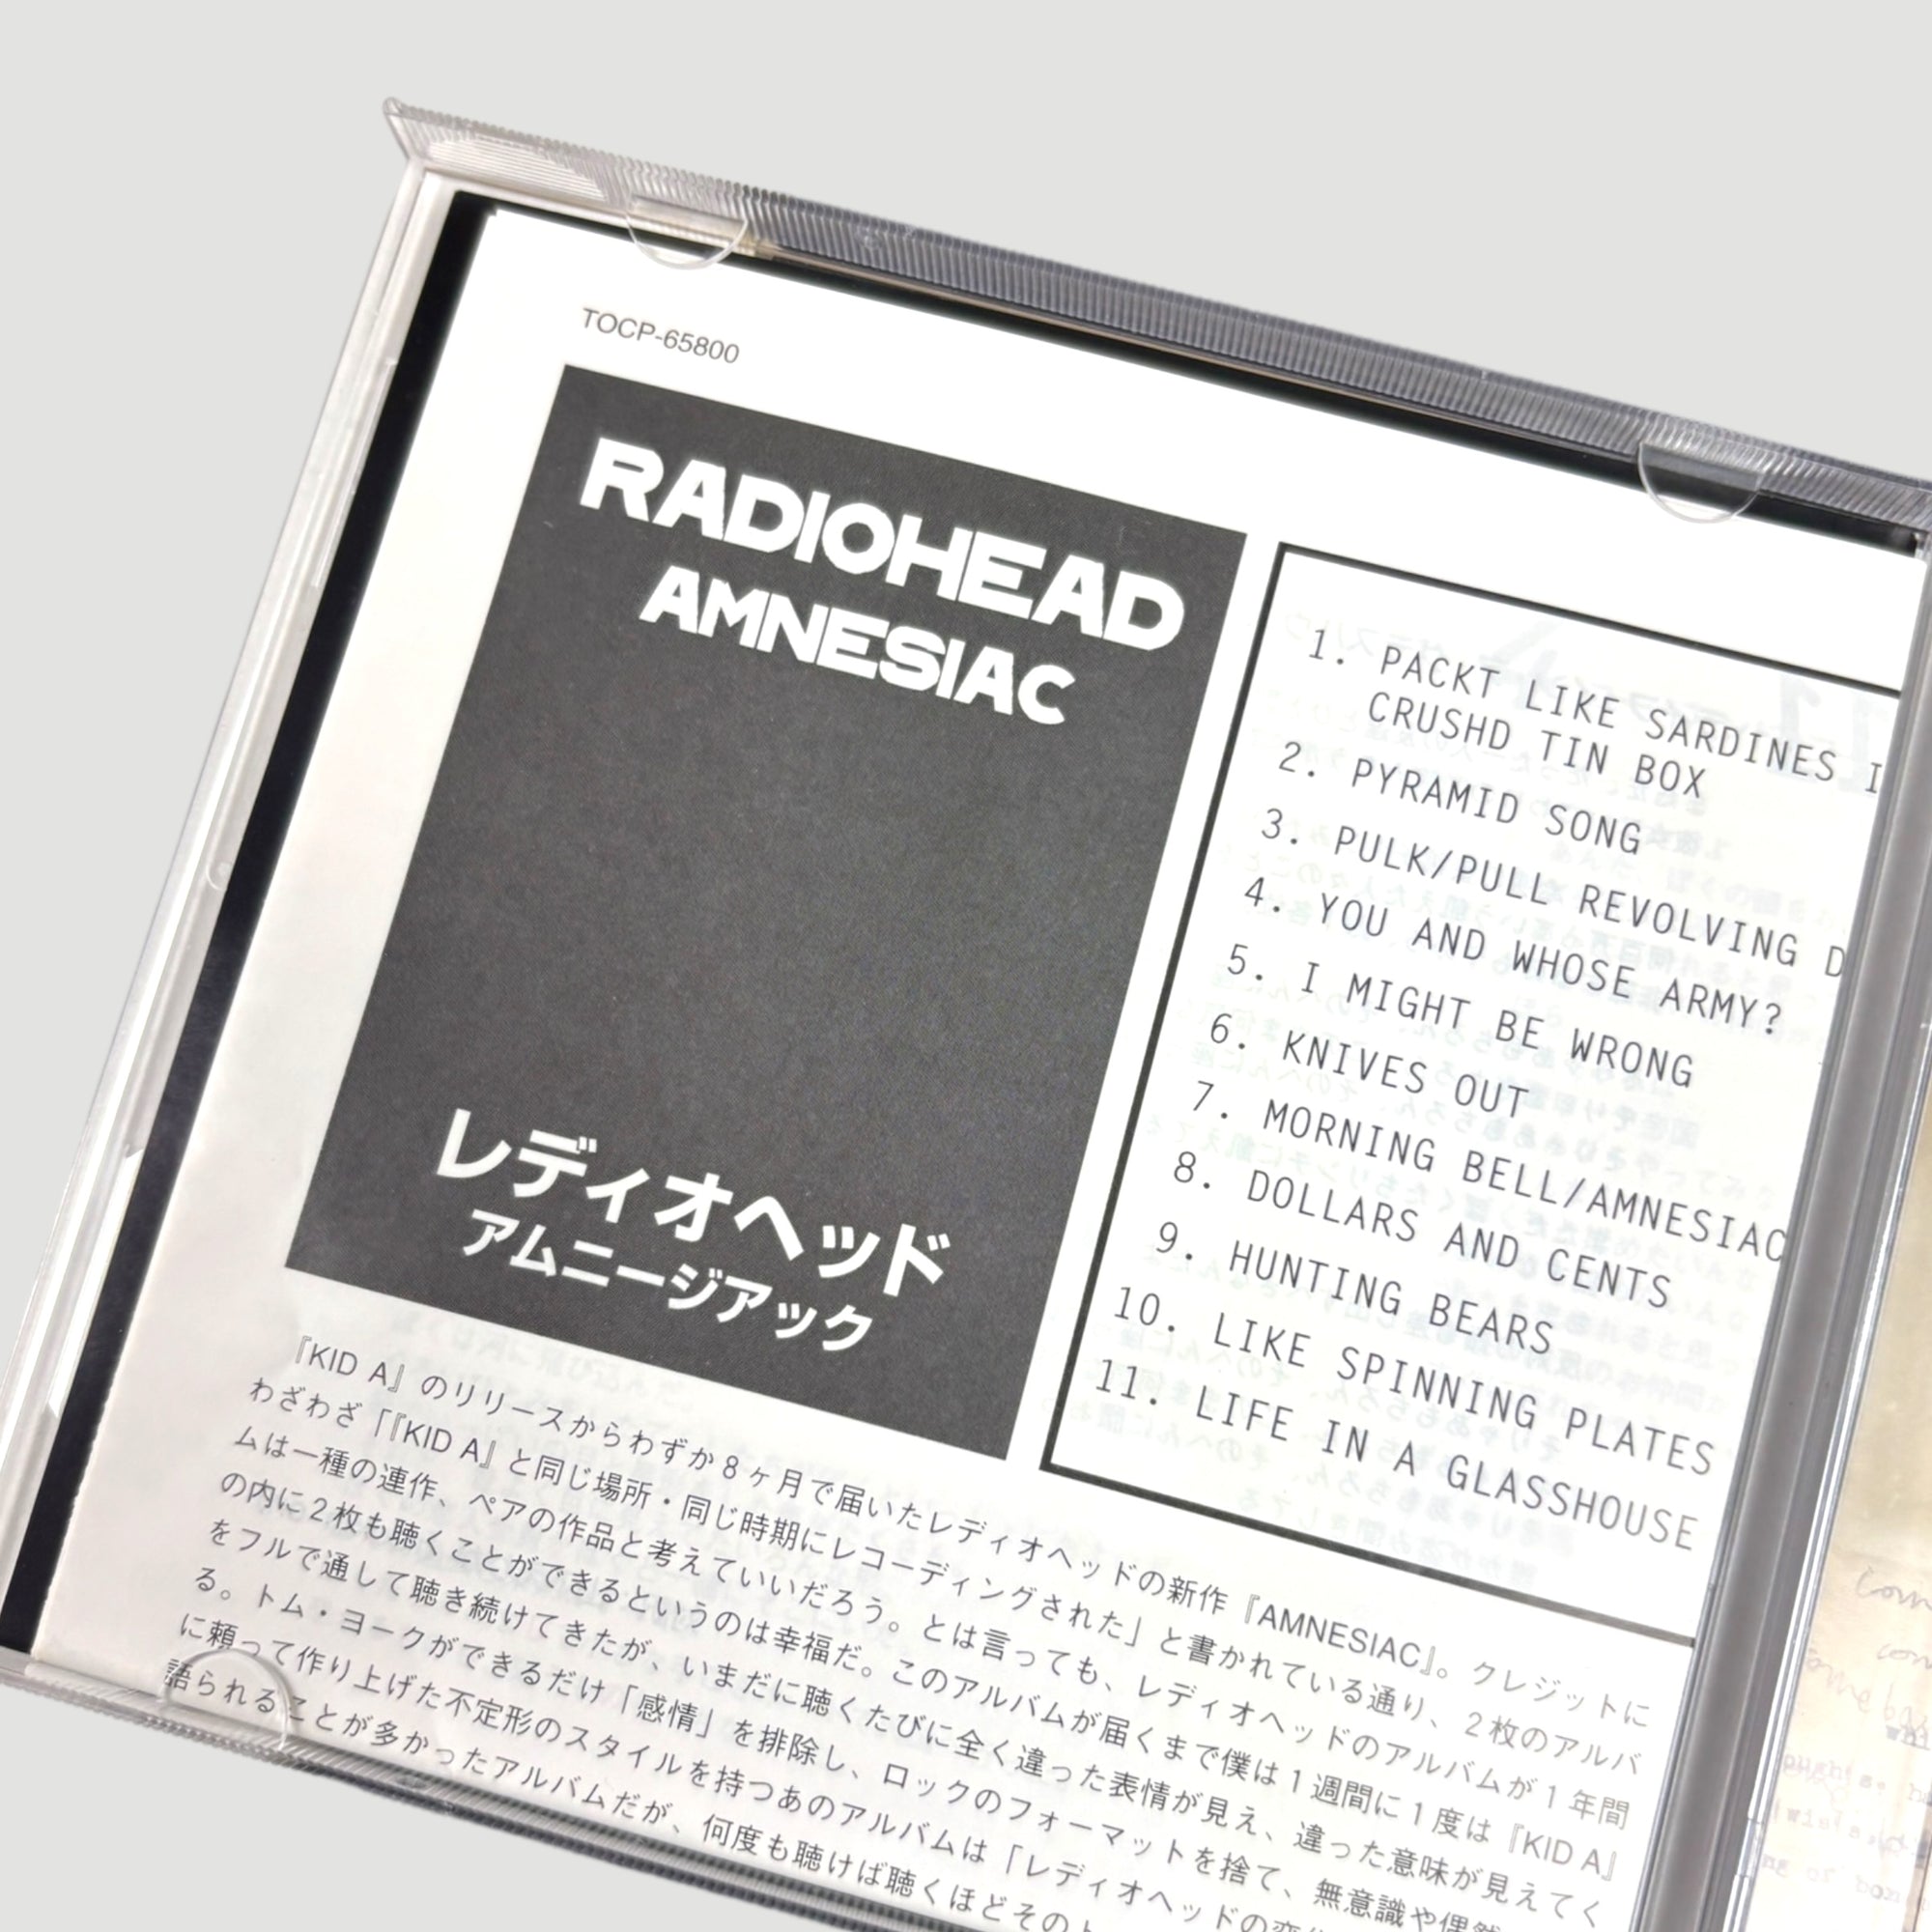 TOCP-65800
RADIOHEAD
AMNESIAC
レディオヘッド
アムニージアック
1. PACKT LIKE SARDINES I
CRUSHD TIN BOX
2. PYRAMID SONG
3. PULK/PULL REVOLVING D
4. YOU AND WHOSE ARMY?
5. I MIGHT BE WRONG
6. KNIVES OUT
7. MORNING BELL/AMNESIAC
8. DOLLARS AND CENTS
9. HUNTING BEARS
10. LIKE SPINNING PLATES
11. LIFE IN A GLASSHOUSE
『KID A』のリリースからわずか8ヶ月で届いたレディオヘッドの新作『AMNESIAC』。クレジットに
わざわざ「『KID A』と同じ場所・同じ時期にレコーディングされた」と書かれている通り、2枚のアルバ
ムは一種の連作、ペアの作品と考えていいだろう。とは言っても、レディオヘッドのアルバムが1年間
の内に2枚も聴くことができるというのは幸福だ。このアルバムが届くまで僕は1週間に1度は『KID A』
をフルで通して聴き続けてきたが、いまだに聴くたびに全く違った表情が見え、違った意味が見えてく
る。トム・ヨークができるだけ「感情」を排除し、ロックのフォーマットを捨て、無意識や偶然
に頼って作り上げた不定形のスタイルを持つあのアルバムは「レディオヘッドの変
語られることが多かったアルバムだが、何度も聴けば聴くほどその